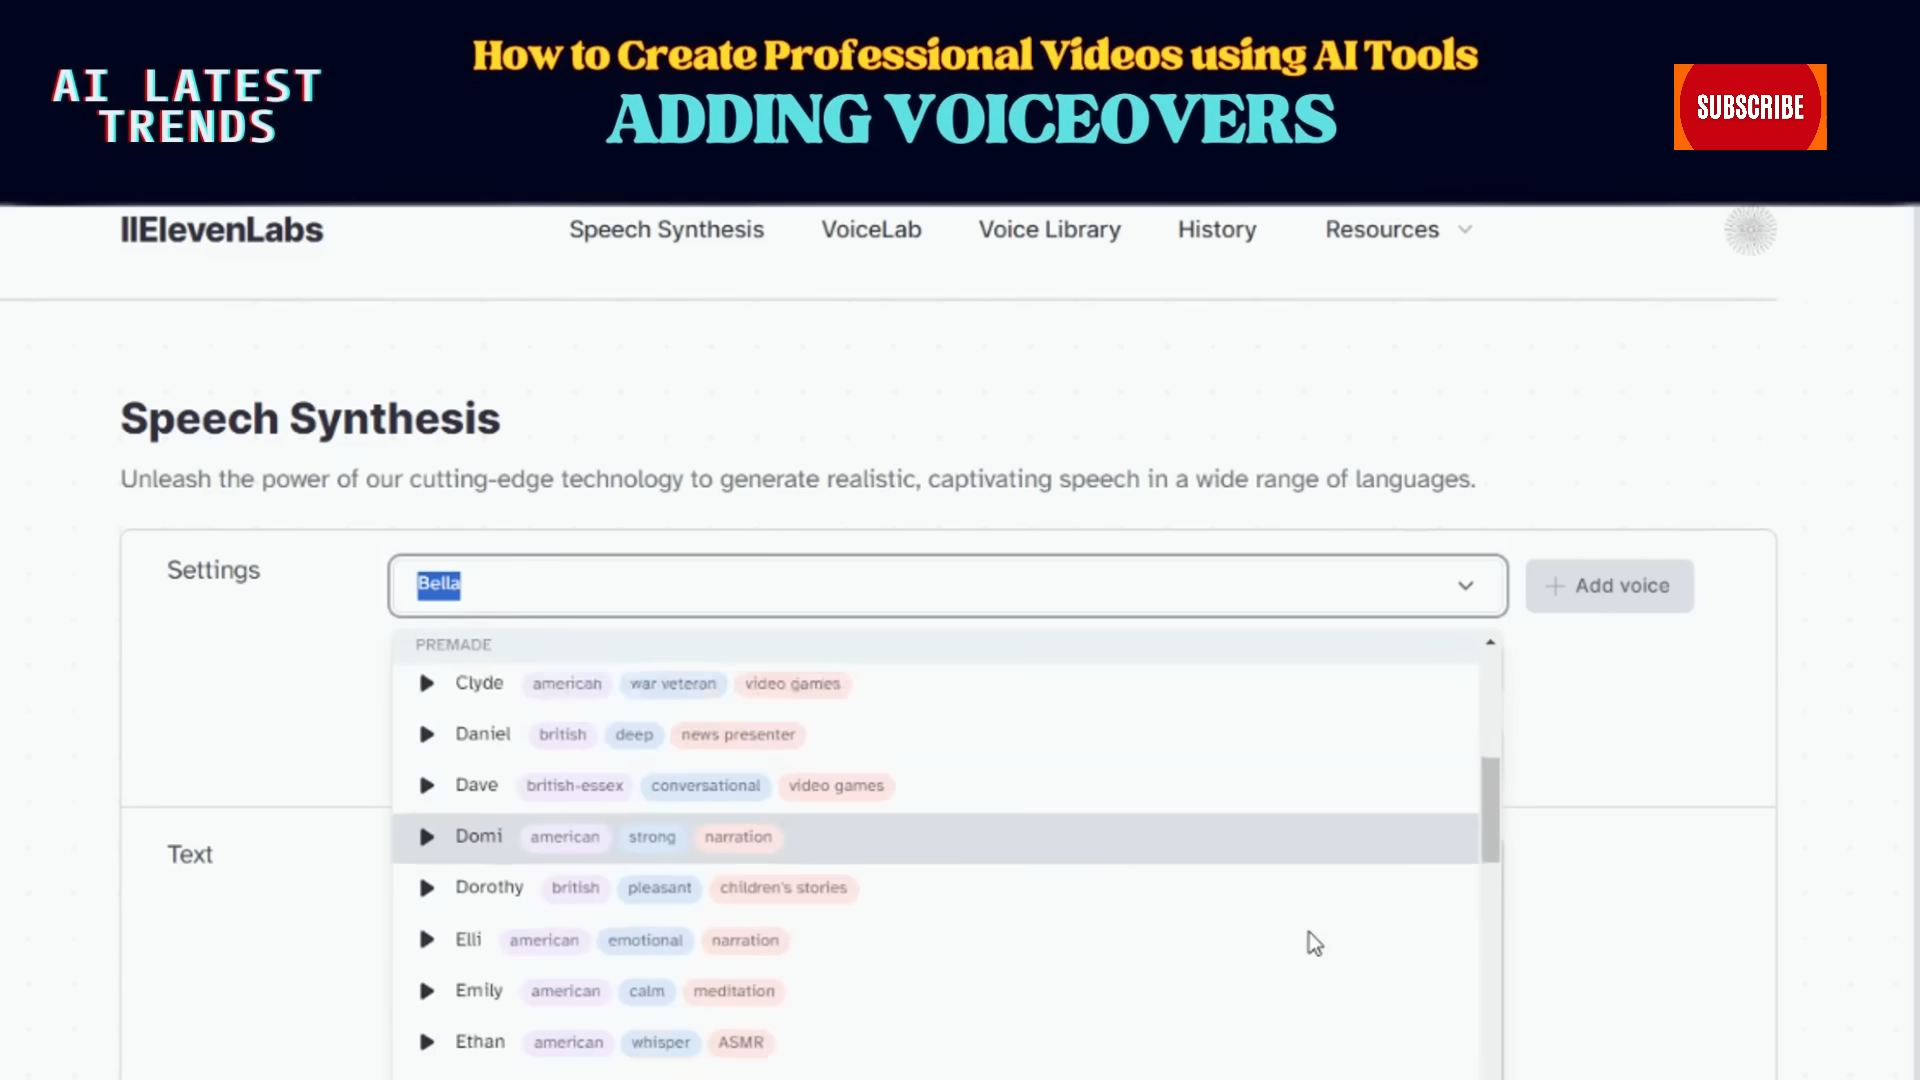 AI LATEST
TRENDS
How to Create Professional Videos using AI Tools
ADDING VOICEOVERS
SUBSCRIBE
IIElevenLabs
Speech Synthesis
VoiceLab
Voice Library
History
Resources
Speech Synthesis
Unleash the power of our cutting-edge technology to generate realistic, captivating speech in a wide range of languages.
Settings
Bella
+ Add voice
PREMADE
Clyde american war veteran video games
Daniel british deep news presenter
Dave british-essex conversational video games
Domi american strong narration
Text
Dorothy british pleasant children's stories
Elli american emotional narration
Emily american calm meditation
Ethan american whisper ASMR